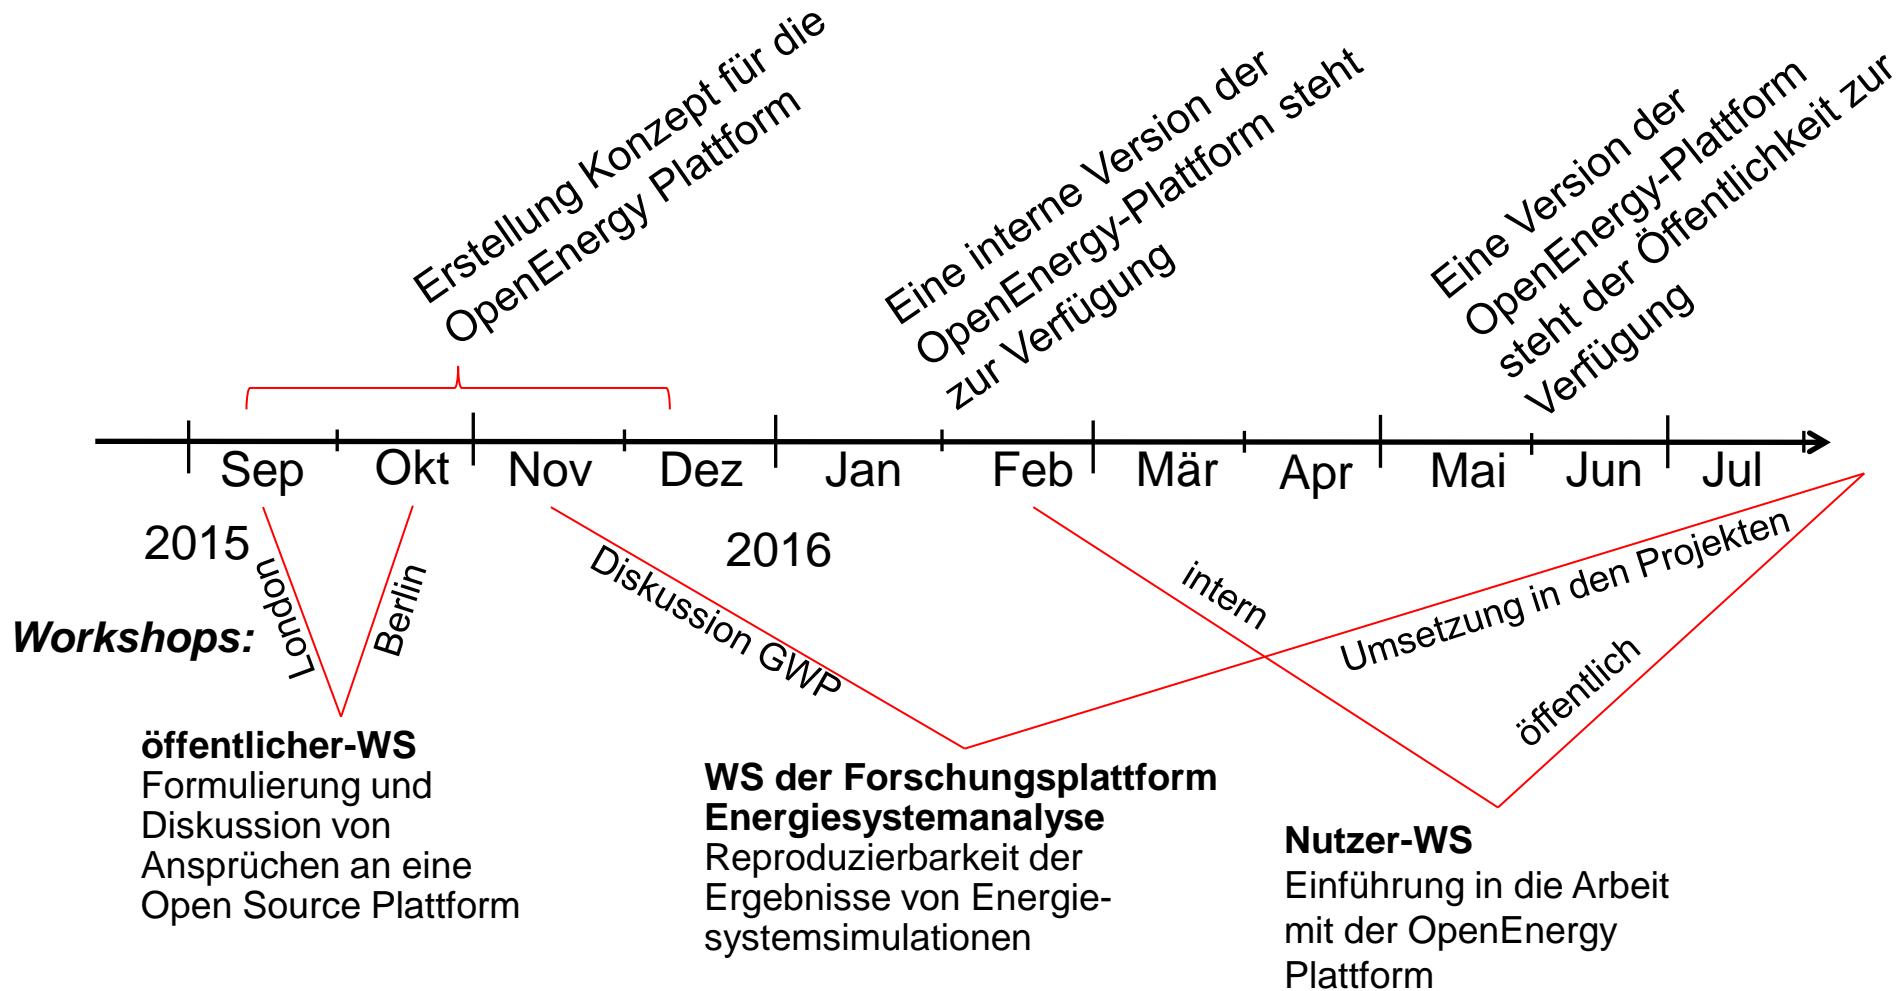 Erstellung Konzept für die
OpenEnergy Plattform
Eine interne Version der
OpenEnergy-Plattform steht
zur Verfügung
Eine Version der
OpenEnergy-Plattform
steht der Öffentlichkeit zur
Verfügung
Sep
Okt
Nov
Dez
Jan
Feb
Mär
Apr
Mai
Jun
Jul
2015
2016
Workshops:
London
Berlin
Diskussion GWP
intern
Umsetzung in den Projekten
öffentlich
öffentlicher-WS
Formulierung und
Diskussion von
Ansprüchen an eine
Open Source Plattform
WS der Forschungsplattform
Energiesystemanalyse
Reproduzierbarkeit der
Ergebnisse von Energie-
systemsimulationen
Nutzer-WS
Einführung in die Arbeit
mit der OpenEnergy
Plattform